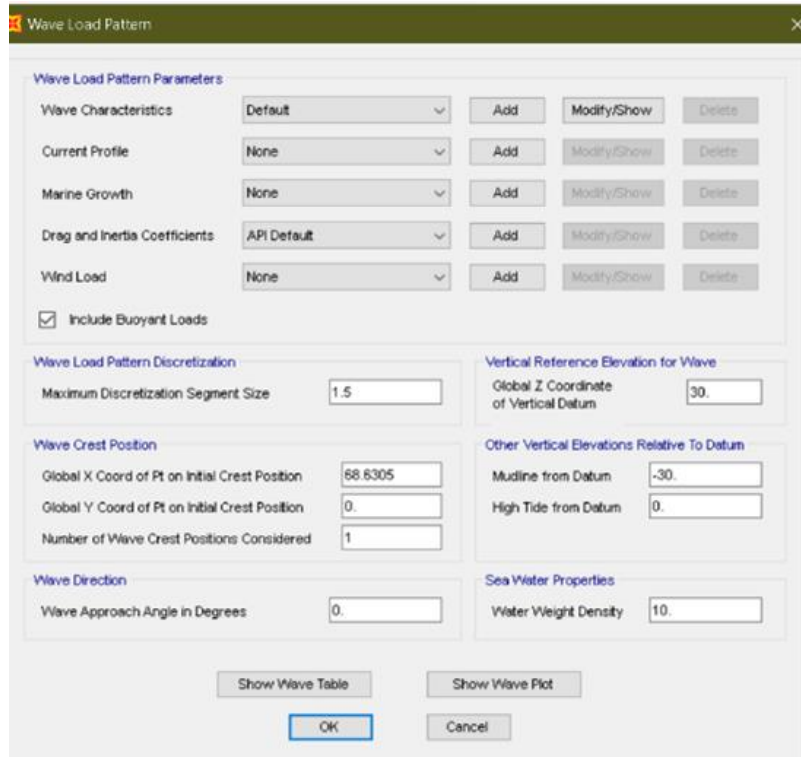 Wave Load Pattern
Wave Load Pattern Parameters
Wave Characteristics Default Add Modify/Show Delete
Current Profile None Add Modify/Show Delete
Marine Growth None Add Modify/Show Delete
Drag and Inertia Coefficients API Default Add Modify/Show Delete
Wind Load None Add Modify/Show Delete
Include Buoyant Loads
Wave Load Pattern Discretization
Maximum Discretization Segment Size 1.5
Vertical Reference Elevation for Wave
Global Z Coordinate
of Vertical Datum 30.
Wave Crest Position
Global X Coord of Pt on Initial Crest Position 68.6305
Global Y Coord of Pt on Initial Crest Position 0.
Number of Wave Crest Positions Considered 1
Other Vertical Elevations Relative To Datum
Mudline from Datum -30.
High Tide from Datum 0.
Wave Direction
Wave Approach Angle in Degrees 0.
Sea Water Properties
Water Weight Density 10.
Show Wave Table Show Wave Plot
OK Cancel